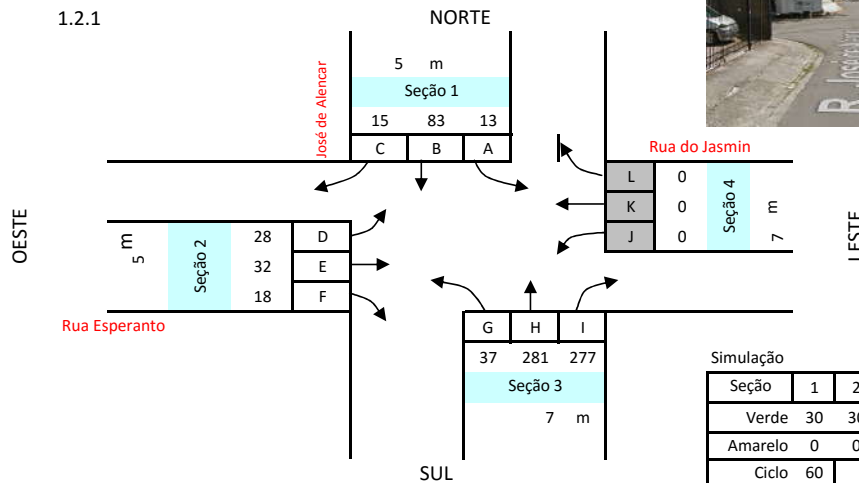 1.2.1
NORTE
José de Alencar
5 m
Seção 1
15 83 13
C B A
Rua do Jasmin
L 0
K 0
J 0
Seção 4
7 m
LESTE
OESTE
5 m
Seção 2
28 D
32 E
18 F
Rua Esperanto
G H I
37 281 277
Seção 3
7 m
SUL
Simulação
Seção 1 2
Verde 30 30
Amarelo 0 0
Ciclo 60